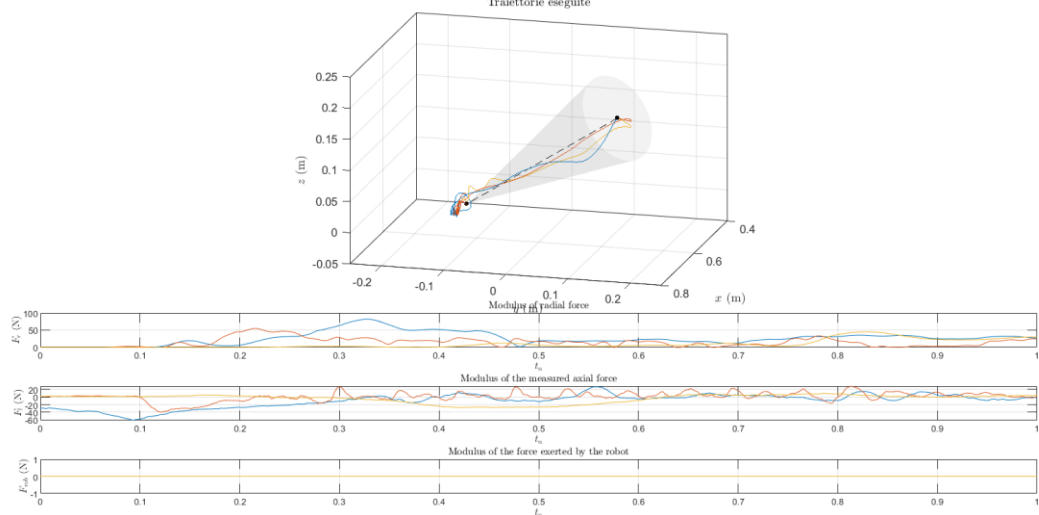 Traiettorie eseguite
0.25
0.2
0.15
0.1
0.05
0
-0.05
z (m)
-0.2
-0.1
0
0.1
0.2
0.4
0.6
0.8
x (m)
Modulus of radial force
100
50
0
Fr (N)
0 0.1 0.2 0.3 0.4 0.5 0.6 0.7 0.8 0.9 1
tn
Modulus of the measured axial force
20
0
-20
-40
-60
0 0.1 0.2 0.3 0.4 0.5 0.6 0.7 0.8 0.9 1
tn
Modulus of the force exerted by the robot
1
0
-1
Frob (N)
0 0.1 0.2 0.3 0.4 0.5 0.6 0.7 0.8 0.9 1